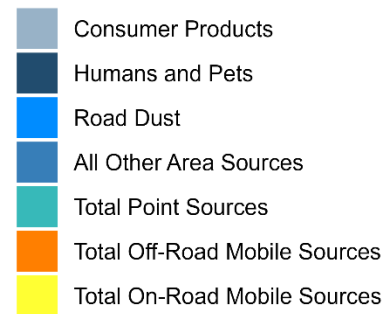 Consumer Products
Humans and Pets
Road Dust
All Other Area Sources
Total Point Sources
Total Off-Road Mobile Sources
Total On-Road Mobile Sources